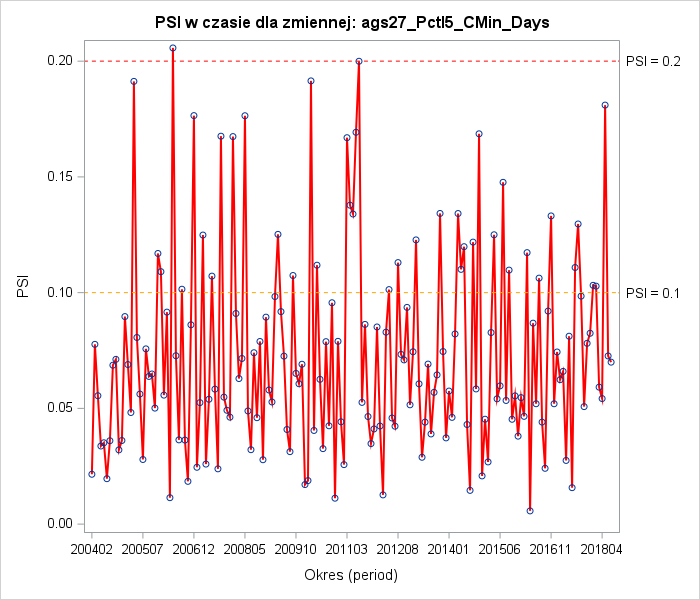 PSI w czasie dla zmiennej: ags27_Pctl5_CMin_Days
0.20
PSI = 0.2
0.15
PSI
0.10
PSI = 0.1
0.05
0.00
200402 200507 200612 200805 200910 201103 201208 201401 201506 201611 201804
Okres (period)